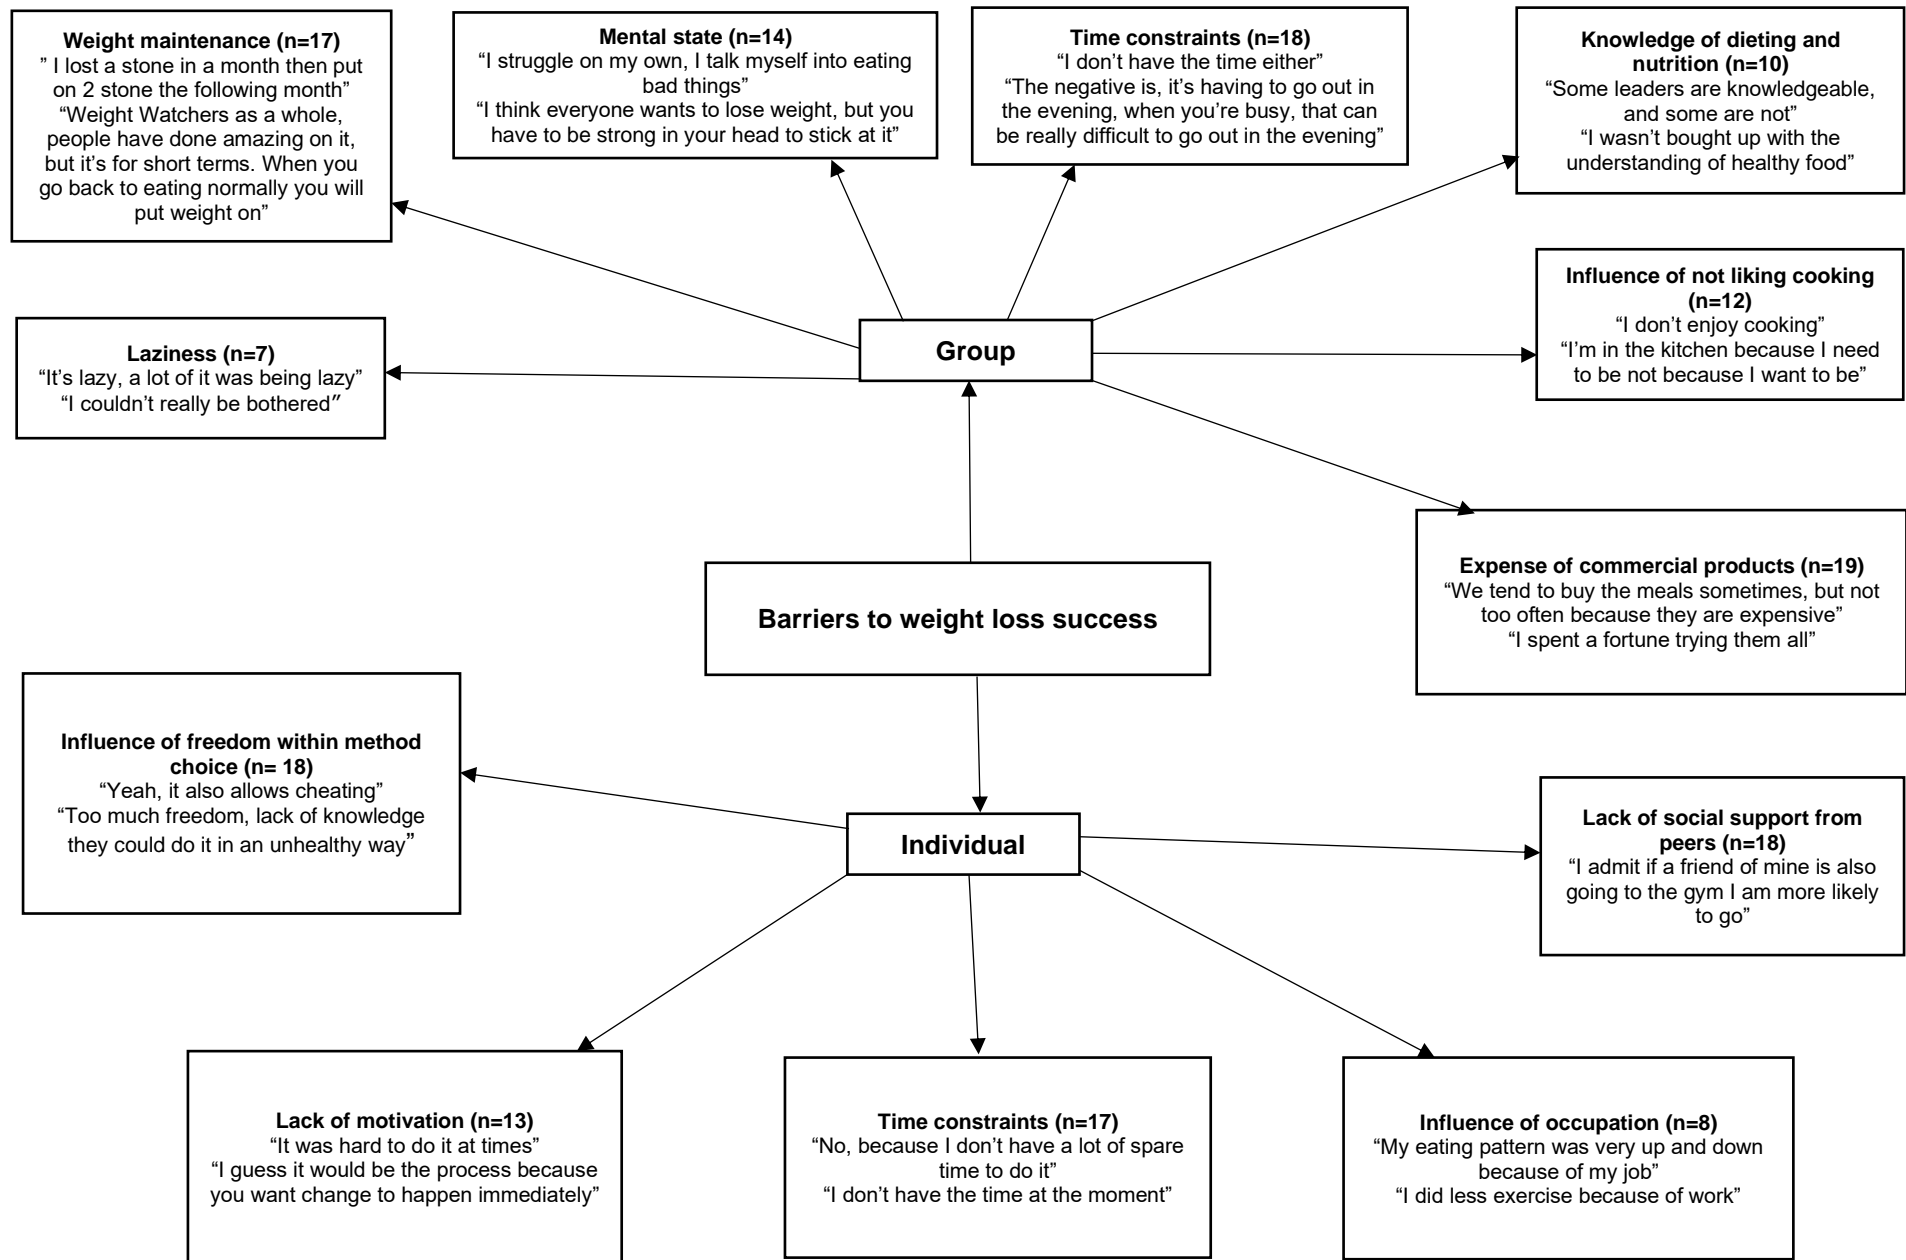 Weight maintenance (n=17)
” I lost a stone in a month then put
on 2 stone the following month”
“Weight Watchers as a whole,
people have done amazing on it,
but it’s for short terms. When you
go back to eating normally you will
put weight on”
Mental state (n=14)
“I struggle on my own, I talk myself into eating
bad things”
“I think everyone wants to lose weight, but you
have to be strong in your head to stick at it”
Time constraints (n=18)
“I don’t have the time either”
“The negative is, it’s having to go out in
the evening, when you’re busy, that can
be really difficult to go out in the evening”
Knowledge of dieting and
nutrition (n=10)
“Some leaders are knowledgeable,
and some are not”
“I wasn’t bought up with the
understanding of healthy food”
Influence of not liking cooking
(n=12)
“I don’t enjoy cooking”
“I’m in the kitchen because I need
to be not because I want to be”
Laziness (n=7)
“It’s lazy, a lot of it was being lazy”
“I couldn’t really be bothered”
Group
Expense of commercial products (n=19)
“We tend to buy the meals sometimes, but not
too often because they are expensive”
“I spent a fortune trying them all”
Barriers to weight loss success
Influence of freedom within method
choice (n= 18)
“Yeah, it also allows cheating”
“Too much freedom, lack of knowledge
they could do it in an unhealthy way”
Individual
Lack of social support from
peers (n=18)
“I admit if a friend of mine is also
going to the gym I am more likely
to go”
Lack of motivation (n=13)
“It was hard to do it at times”
“I guess it would be the process because
you want change to happen immediately”
Time constraints (n=17)
“No, because I don’t have a lot of spare
time to do it”
“I don’t have the time at the moment”
Influence of occupation (n=8)
“My eating pattern was very up and down
because of my job”
“I did less exercise because of work”